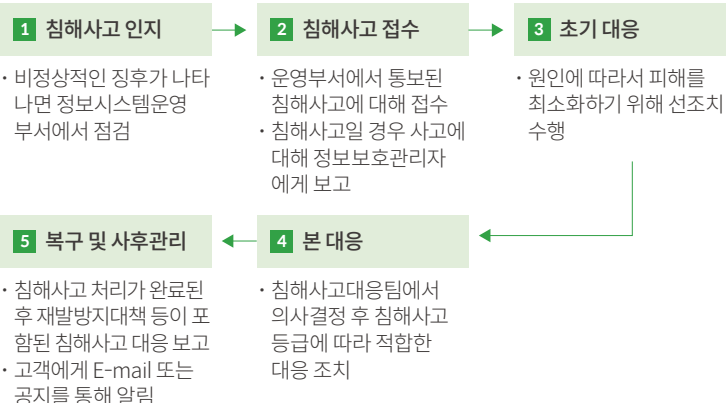 1 침해사고 인지
· 비정상적인 징후가 나타
나면 정보시스템운영
부서에서 점검
2 침해사고 접수
· 운영부서에서 통보된
침해사고에 대해 접수
· 침해사고일 경우 사고에
대해 정보보호관리자
에게 보고
3 초기 대응
· 원인에 따라서 피해를
최소화하기 위해 선조치
수행
4 본 대응
· 침해사고대응팀에서
의사결정 후 침해사고
등급에 따라 적합한
대응 조치
5 복구 및 사후관리
· 침해사고 처리가 완료된
후 재발방지대책 등이 포
함된 침해사고 대응 보고
· 고객에게 E-mail 또는
공지를 통해 알림